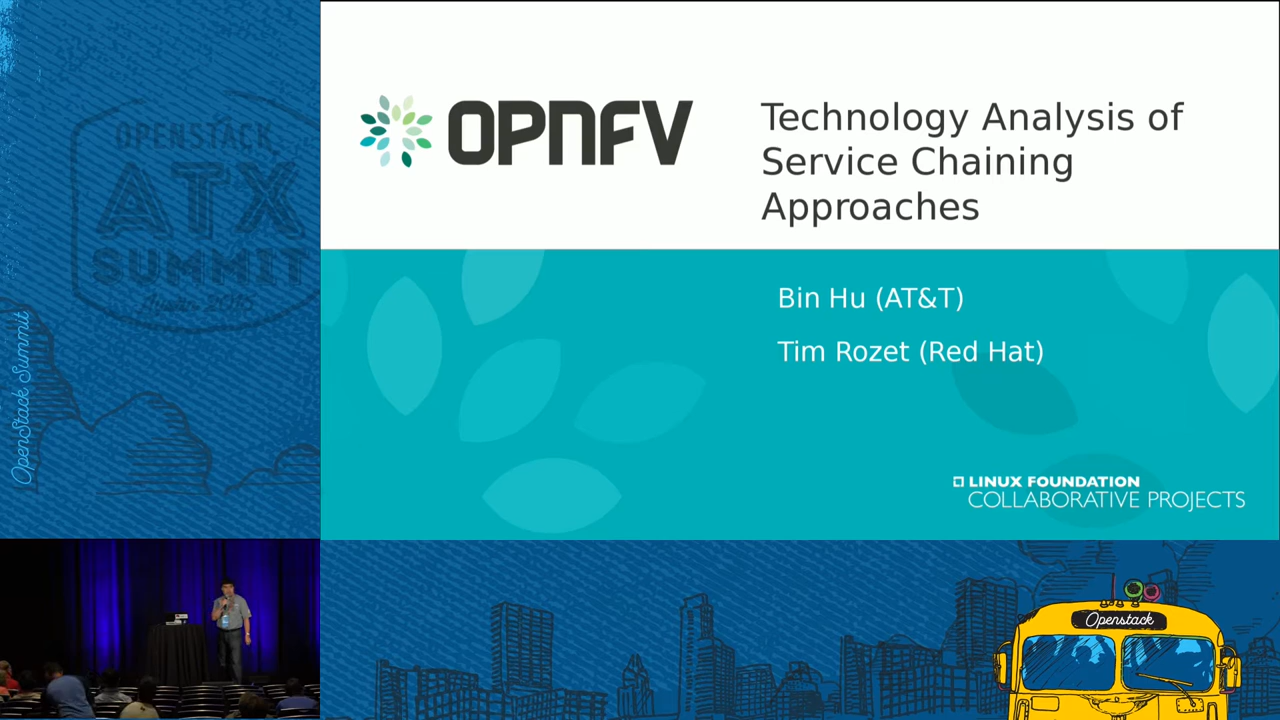 OPENSTACK
ATX
SUMMIT
Austin
OpenStack Summit
OPNFV
Technology Analysis of
Service Chaining
Approaches
Bin Hu (AT&T)
Tim Rozet (Red Hat)
LINUX FOUNDATION
COLLABORATIVE PROJECTS
Openstack